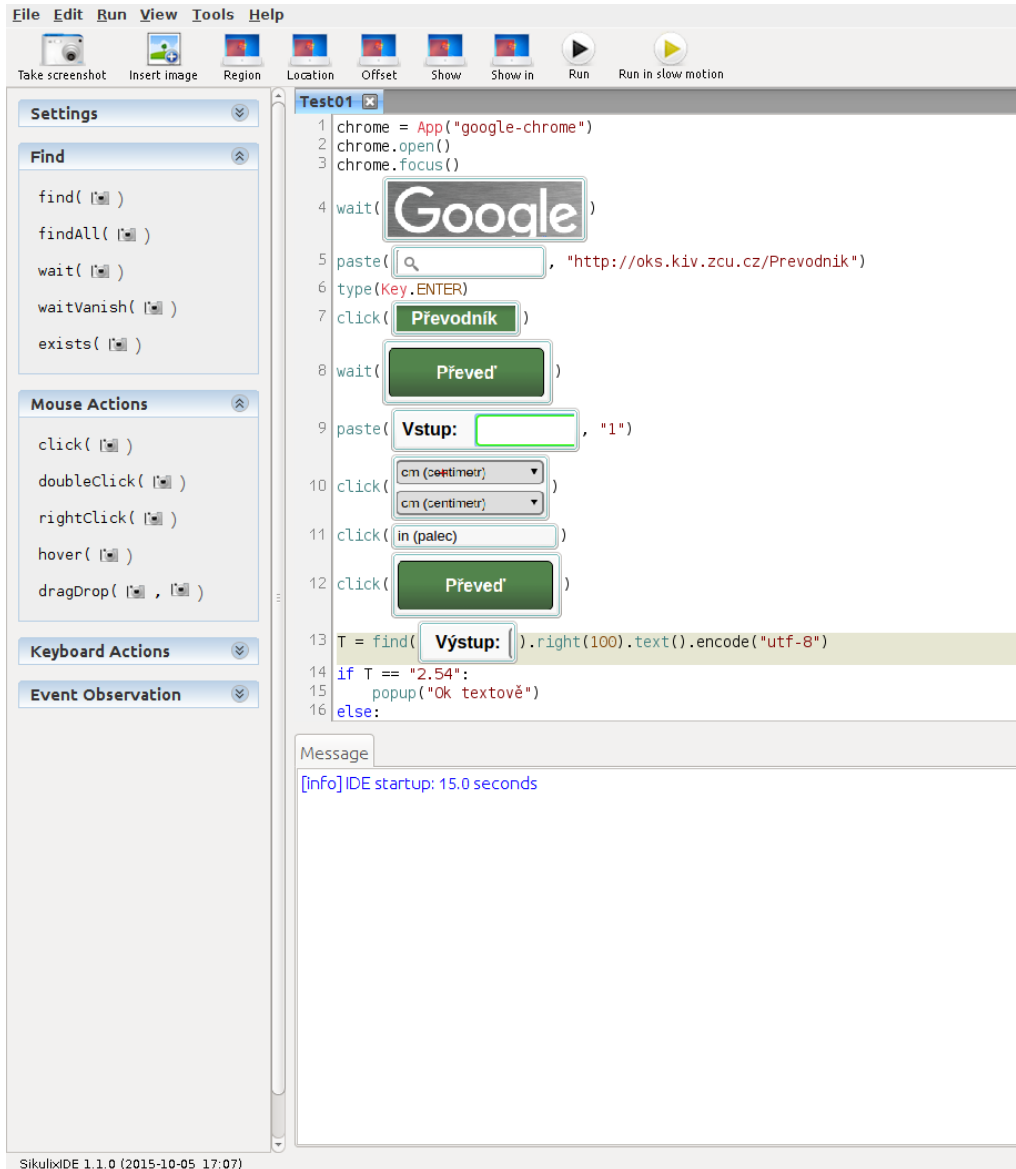 File Edit Run View Tools Help
Take screenshot Insert image Region Location Offset Show Show in Run Run in slow motion
Settings
Find
find( )
findAll( )
wait( )
waitVanish( )
exists( )
Mouse Actions
click( )
doubleClick( )
rightClick( )
hover( )
dragDrop( , )
Keyboard Actions
Event Observation
Test01
1 chrome = App("google-chrome")
2 chrome.open()
3 chrome.focus()
4 wait( Google )
5 paste( , "http://oks.kiv.zcu.cz/Prevodnik")
6 type(Key.ENTER)
7 click( Převodník )
8 wait( Převeď )
9 paste( Vstup: , "1")
cm (centimetr)
10 click( )
cm (centimetr)
11 click( in (palec) )
12 click( Převeď )
13 T = find( Výstup: ).right(100).text().encode("utf-8")
14 if T == "2.54":
15 popup("Ok textově")
16 else:
Message
[info] IDE startup: 15.0 seconds
SikulixIDE 1.1.0 (2015-10-05 17:07)